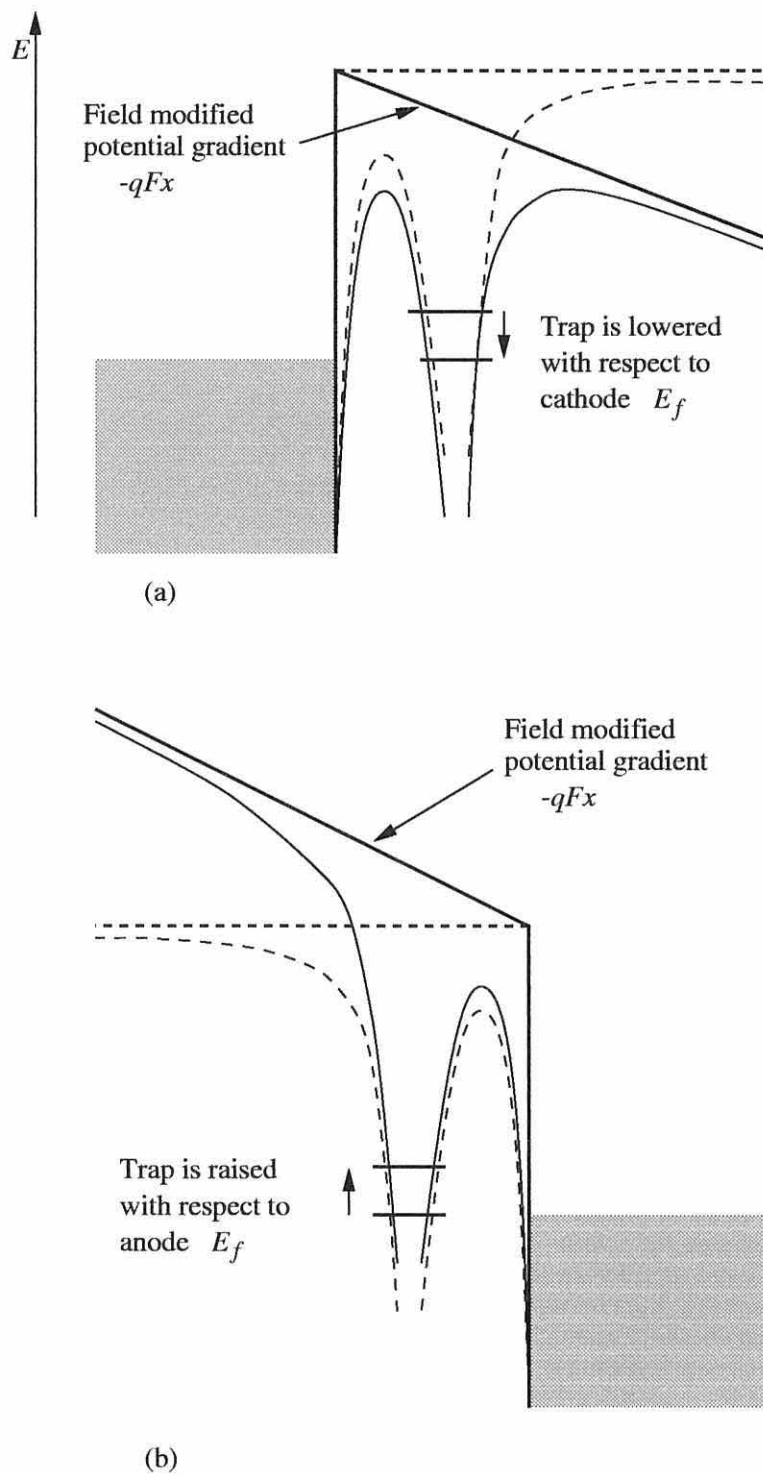 E
Field modified
potential gradient
-qFx
Trap is lowered
with respect to
cathode E_f
(a)
Field modified
potential gradient
-qFx
Trap is raised
with respect to
anode E_f
(b)